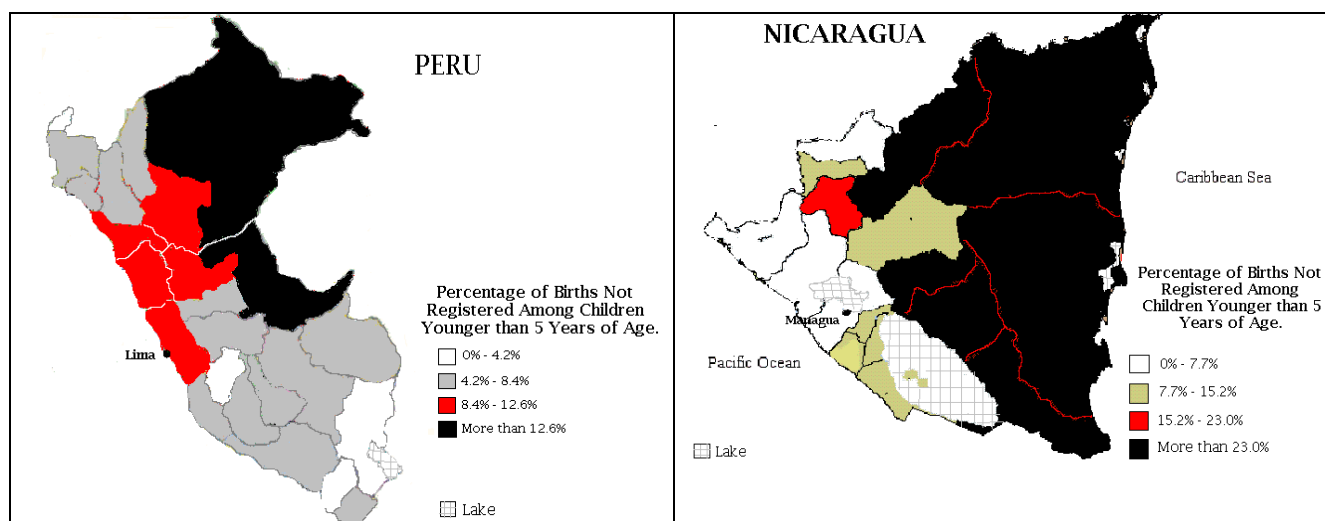 PERU
Percentage of Births Not
Registered Among Children
Younger than 5 Years of Age.
0% - 4.2%
4.2% - 8.4%
8.4% - 12.6%
More than 12.6%
Lima
Lake
NICARAGUA
Caribbean Sea
Percentage of Births Not
Registered Among
Children Younger than 5
Years of Age.
0% - 7.7%
7.7% - 15.2%
15.2% - 23.0%
More than 23.0%
Managua
Pacific Ocean
Lake